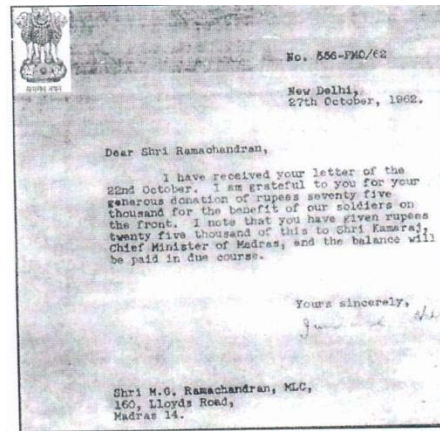 No. 556-PMO/62
New Delhi,
27th October, 1962.
Dear Shri Ramachandran,
I have received your letter of the
22nd October. I am grateful to you for your
generous donation of rupees seventy five
thousand for the benefit of our soldiers on
the front. I note that you have given rupees
twenty five thousand of this to Shri Kamaraj,
Chief Minister of Madras, and the balance will
be paid in due course.
Yours sincerely,
Shri M.G. Ramachandran, MLC,
160, Lloyds Road,
Madras 14.